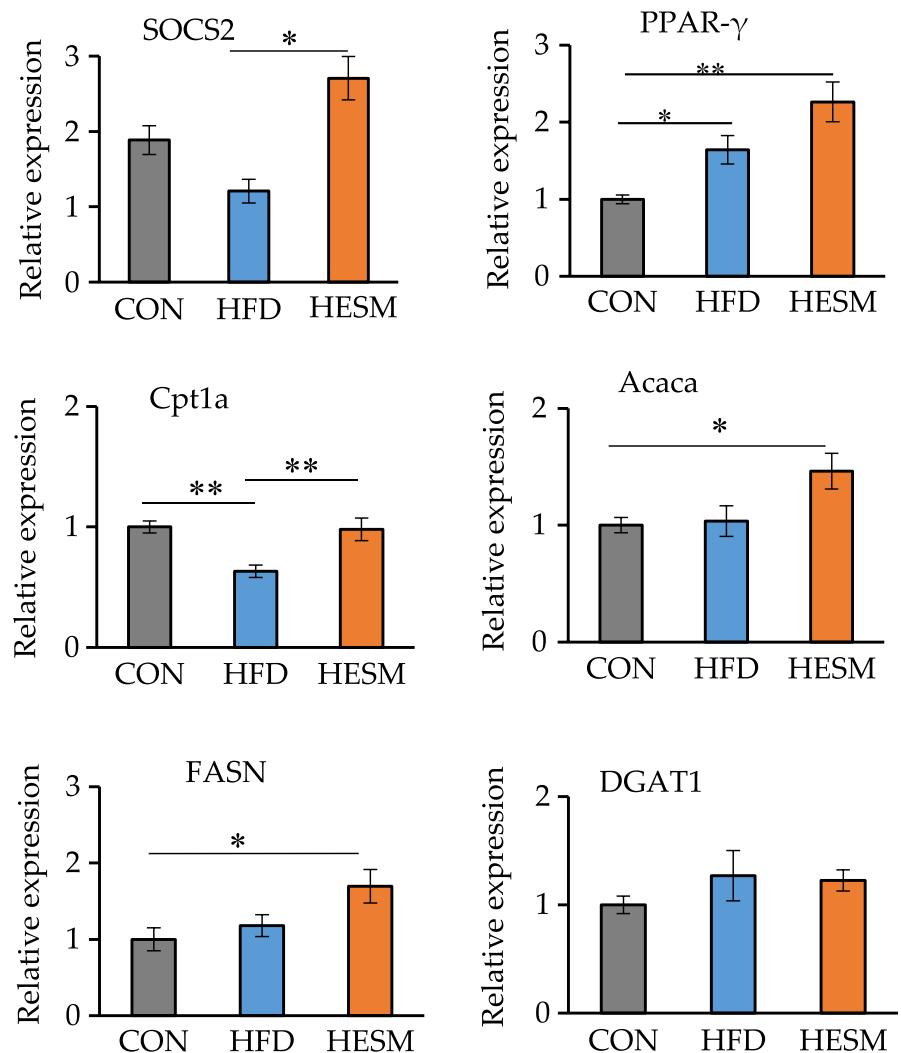 SOCS2
*
Relative expression
3
2
1
0
CON HFD HESM
PPAR-γ
**
*
Relative expression
3
2
1
0
CON HFD HESM
Cpt1a
**
**
Relative expression
2
1
0
CON HFD HESM
Acaca
*
Relative expression
2
1
0
CON HFD HESM
FASN
*
Relative expression
3
2
1
0
CON HFD HESM
DGAT1
Relative expression
2
1
0
CON HFD HESM